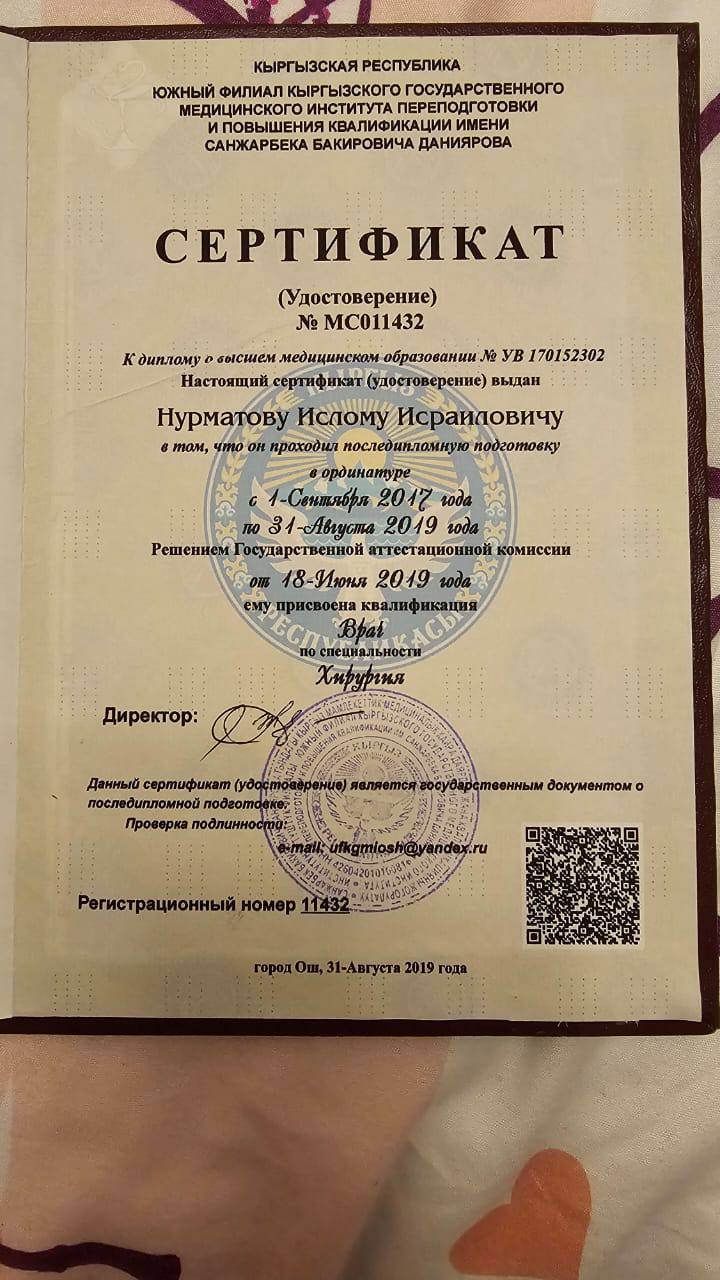 КЫРГЫЗСКАЯ РЕСПУБЛИКА
ЮЖНЫЙ ФИЛИАЛ КЫРГЫЗСКОГО ГОСУДАРСТВЕННОГО
МЕДИЦИНСКОГО ИНСТИТУТА ПЕРЕПОДГОТОВКИ
И ПОВЫШЕНИЯ КВАЛИФИКАЦИИ ИМЕНИ
САНЖАРБЕКА БАКИРОВИЧА ДАНИЯРОВА
СЕРТИФИКАТ
(Удостоверение)
№ МС011432
К диплому о высшем медицинском образовании № УВ 170152302
Настоящий сертификат (удостоверение) выдан
КЫРГЫЗ
Нурматову Ислому Исраиловичу
в том, что он проходил последипломную подготовку
в ординатуре
с 1-Сентября 2017 года
по 31-Августа 2019 года
Решением Государственной аттестационной комиссии
от 18-Июня 2019 года
ему присвоена квалификация
РЕСПУБЛИКАСЫ
Врач
по специальности
Хирургия
Директор:
КЫРГЫЗ
Данный сертификат (удостоверение) является государственным документом о
последипломной подготовке.
Проверка подлинности:
e-mail: ufkgmiosh@yandex.ru
Регистрационный номер 11432
город Ош, 31-Августа 2019 года